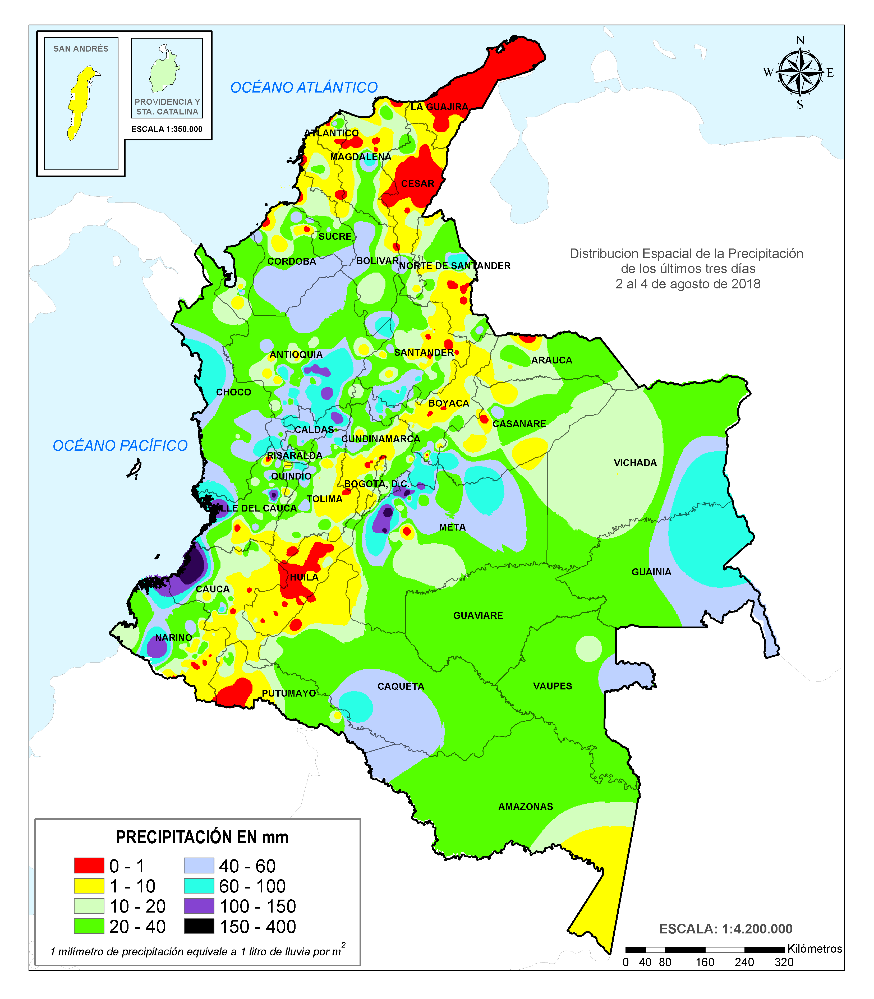 SAN ANDRÉS
PROVIDENCIA Y
STA. CATALINA
ESCALA 1:350.000
N
W
E
S
OCÉANO ATLÁNTICO
LA GUAJIRA
ATLANTICO
MAGDALENA
CESAR
SUCRE
CORDOBA
BOLIVAR
NORTE DE SANTANDER
Distribucion Espacial de la Precipitación
de los últimos tres días
2 al 4 de agosto de 2018
ANTIOQUIA
SANTANDER
ARAUCA
CHOCO
BOYACA
CASANARE
CALDAS
CUNDINAMARCA
OCÉANO PACÍFICO
RISARALDA
VICHADA
QUINDIO
BOGOTA, D.C.
TOLIMA
LLE DEL CAUCA
META
HUILA
GUAINIA
CAUCA
GUAVIARE
NARINO
CAQUETA
VAUPES
PUTUMAYO
AMAZONAS
PRECIPITACIÓN EN mm
0 - 1
40 - 60
1 - 10
60 - 100
10 - 20
100 - 150
20 - 40
150 - 400
1 milímetro de precipitación equivale a 1 litro de lluvia por m2
ESCALA: 1:4.200.000
Kilómetros
0 40 80 160 240 320